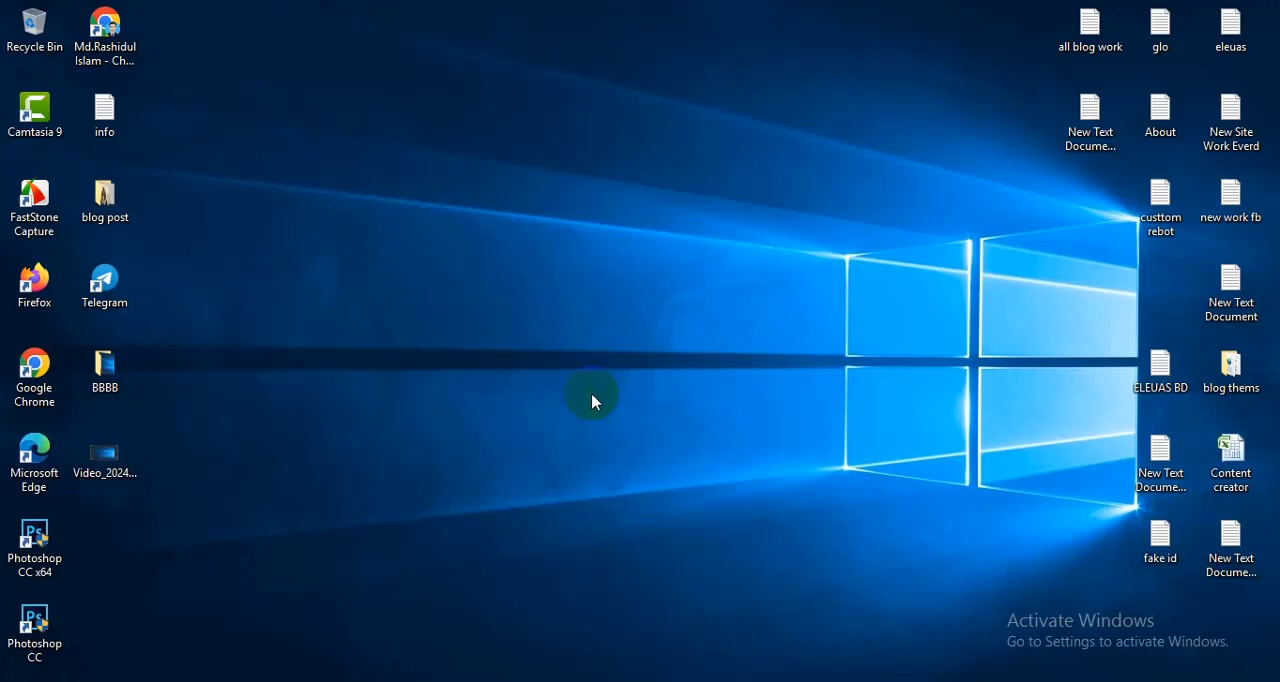 Recycle Bin
Md.Rashidul
Islam - Ch...
Camtasia 9
info
FastStone
Capture
blog post
Firefox
Telegram
Google
Chrome
BBBB
Microsoft
Edge
Video_2024...
Photoshop
CC x64
Photoshop
CC
all blog work
glo
eleuas
New Text
Docume...
About
New Site
Work Everd
custtom
rebot
new work fb
New Text
Document
ELEUAS BD
blog thems
New Text
Docume...
Content
creator
fake id
New Text
Docume...
Activate Windows
Go to Settings to activate Windows.